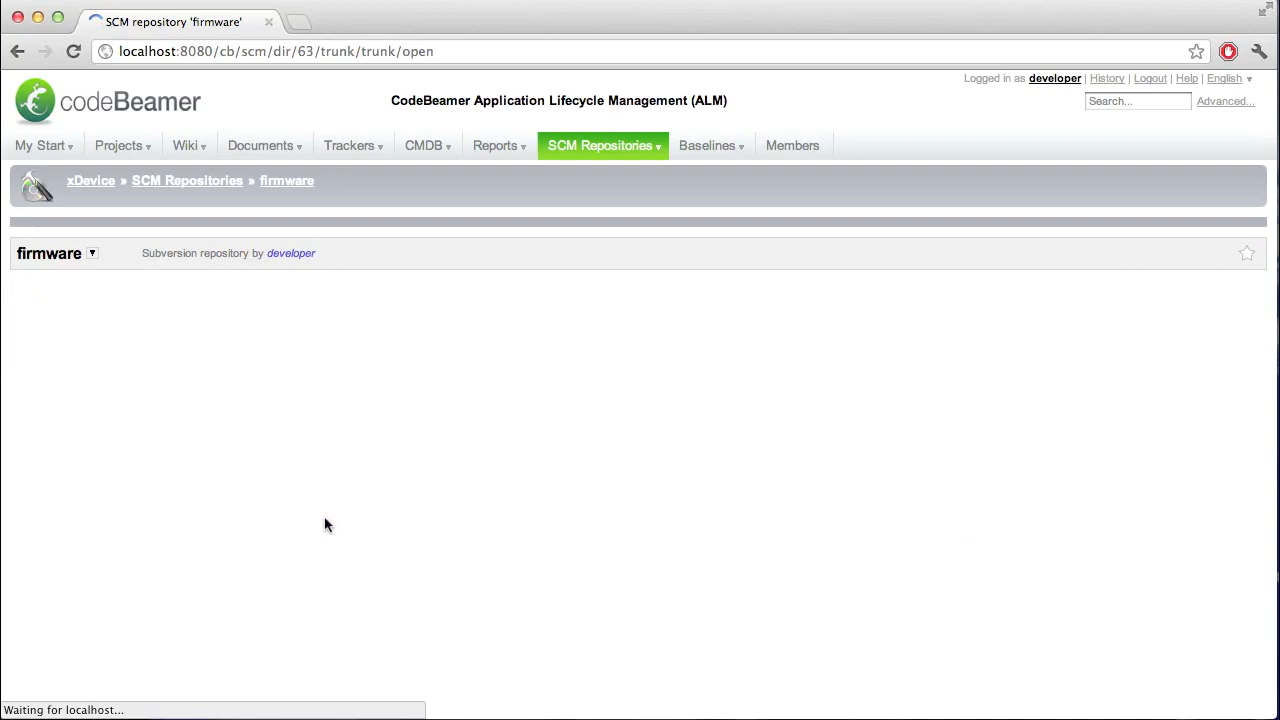 SCM repository 'firmware'
localhost:8080/cb/scm/dir/63/trunk/trunk/open
Logged in as developer | History | Logout | Help | English
codeBeamer
CodeBeamer Application Lifecycle Management (ALM)
Search... Advanced...
My Start Projects Wiki Documents Trackers CMDB Reports SCM Repositories Baselines Members
xDevice » SCM Repositories » firmware
firmware Subversion repository by developer
Waiting for localhost...